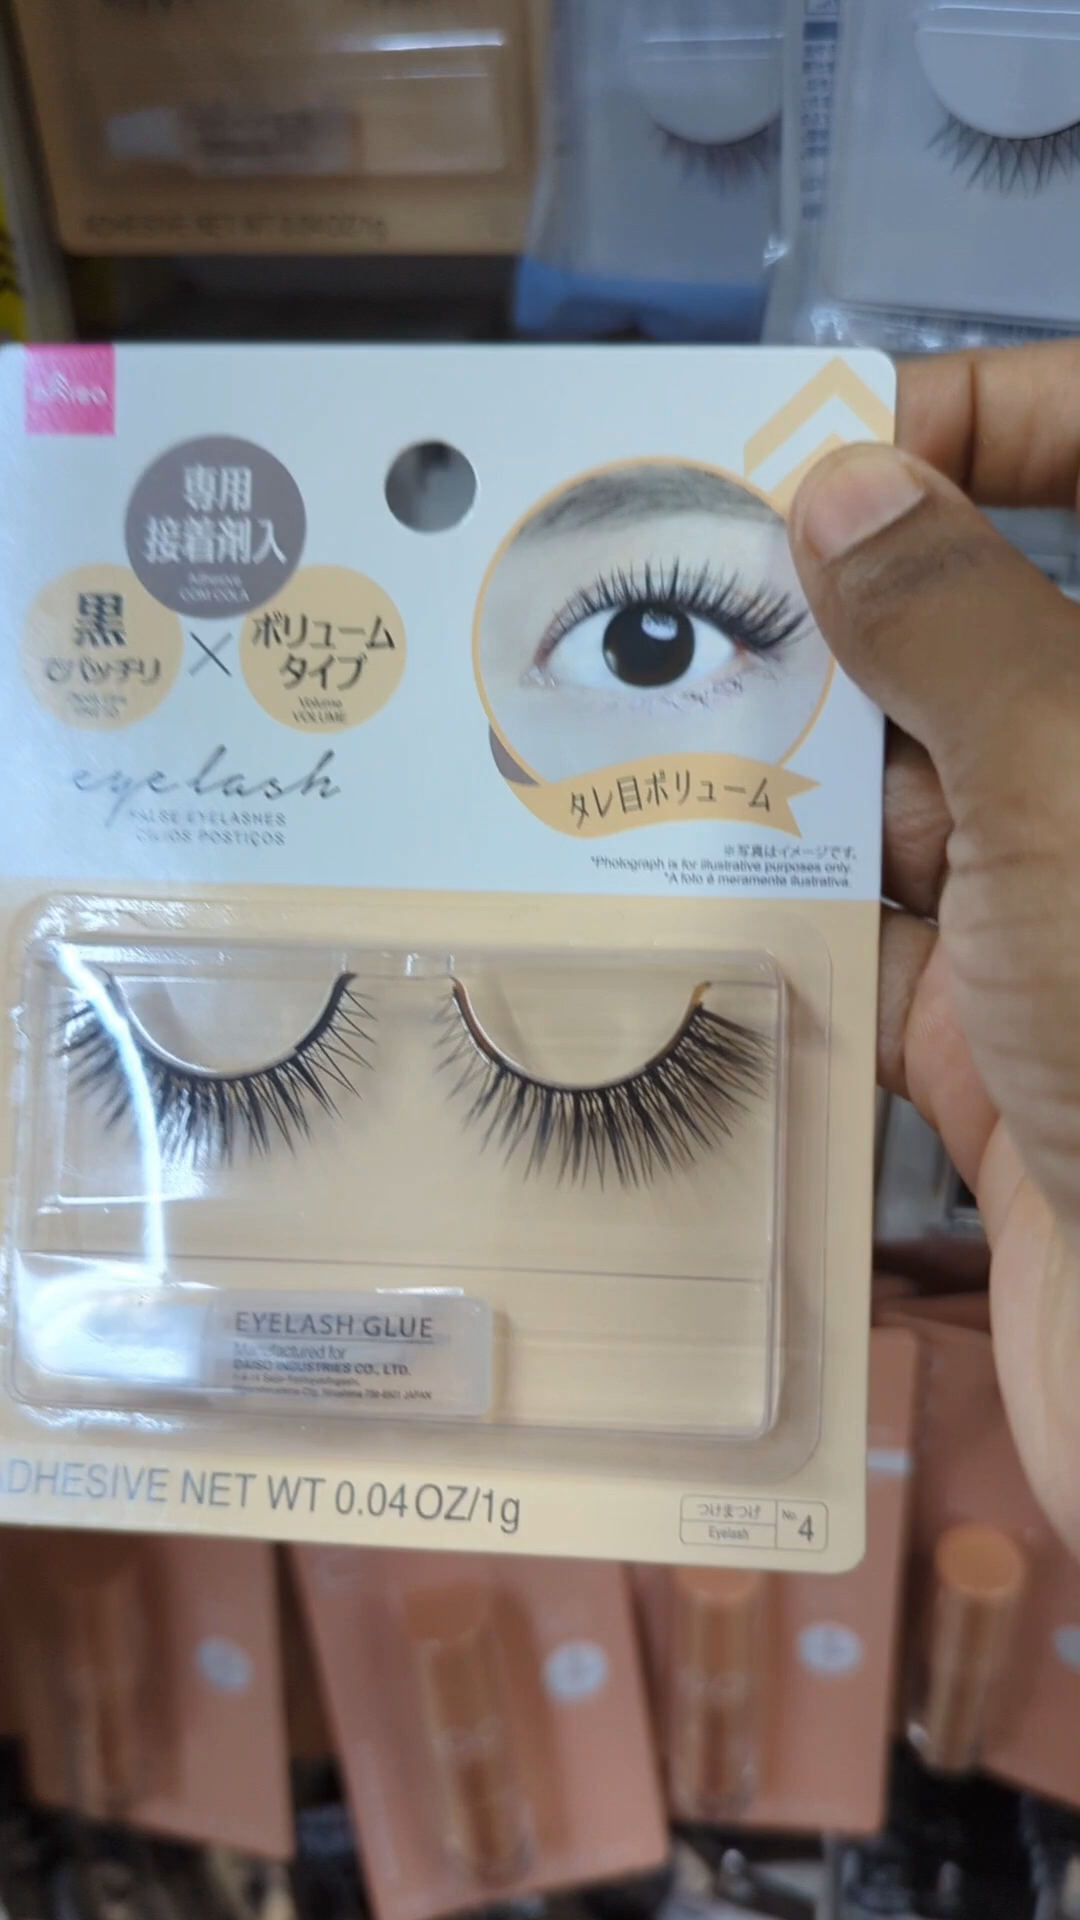 DAISO
専用
接着剤入
Adhesive
COM COLA
黒
でパッチリ
×
ボリューム
タイプ
Volume
VOLUME
eyelash
FALSE EYELASHES
CÍLIOS POSTIÇOS
タレ目ボリューム
※写真はイメージです。
*Photograph is for illustrative purposes only.
*A foto é meramente ilustrativa.
EYELASH GLUE
Manufactured for
DAISO INDUSTRIES CO., LTD.
JAPAN
ADHESIVE NET WT 0.04 OZ/1g
つけまつげ
Eyelash
No.
4